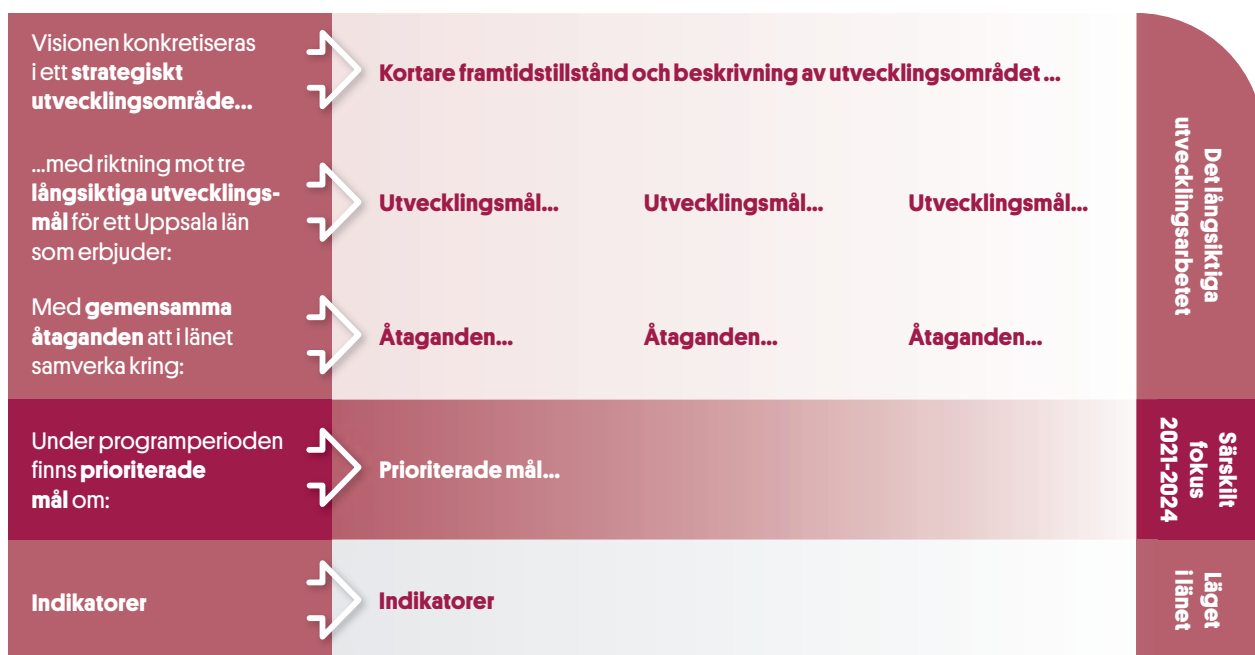 Visionen konkretiseras
i ett strategiskt
utvecklingsområde...
Kortare framtidstillstånd och beskrivning av utvecklingsområdet ...
...med riktning mot tre
långsiktiga utvecklings-
mål för ett Uppsala län
som erbjuder:
Utvecklingsmål...
Utvecklingsmål...
Utvecklingsmål...
Med gemensamma
åtaganden att i länet
samverka kring:
Åtaganden...
Åtaganden...
Åtaganden...
Det långsiktiga
utvecklingsarbetet
Under programperioden
finns prioriterade
mål om:
Prioriterade mål...
Särskilt
fokus
2021-2024
Indikatorer
Indikatorer
Läget
i länet